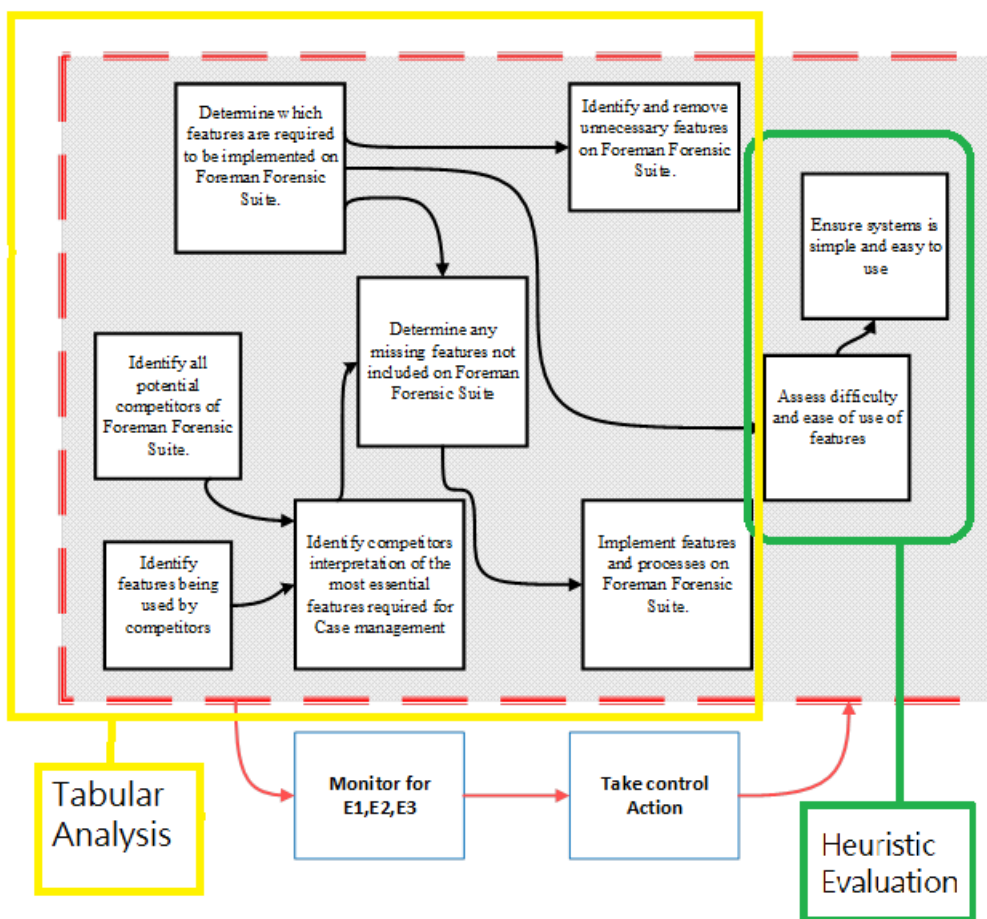 Determine which
features are required
to be implemented on
Foreman Forensic
Suite.
Identify and remove
unnecessary features
on Foreman Forensic
Suite.
Ensure systems is
simple and easy to
use
Determine any
missing features not
included on Foreman
Forensic Suite
Identify all
potential
competitors of
Foreman Forensic
Suite.
Assess difficulty
and ease of use of
features
Identify
features being
used by
competitors
Identify competitors
interpretation of the
most essential
features required for
Case management
Implement features
and processes on
Foreman Forensic
Suite.
Monitor for
E1,E2,E3
Take control
Action
Tabular
Analysis
Heuristic
Evaluation